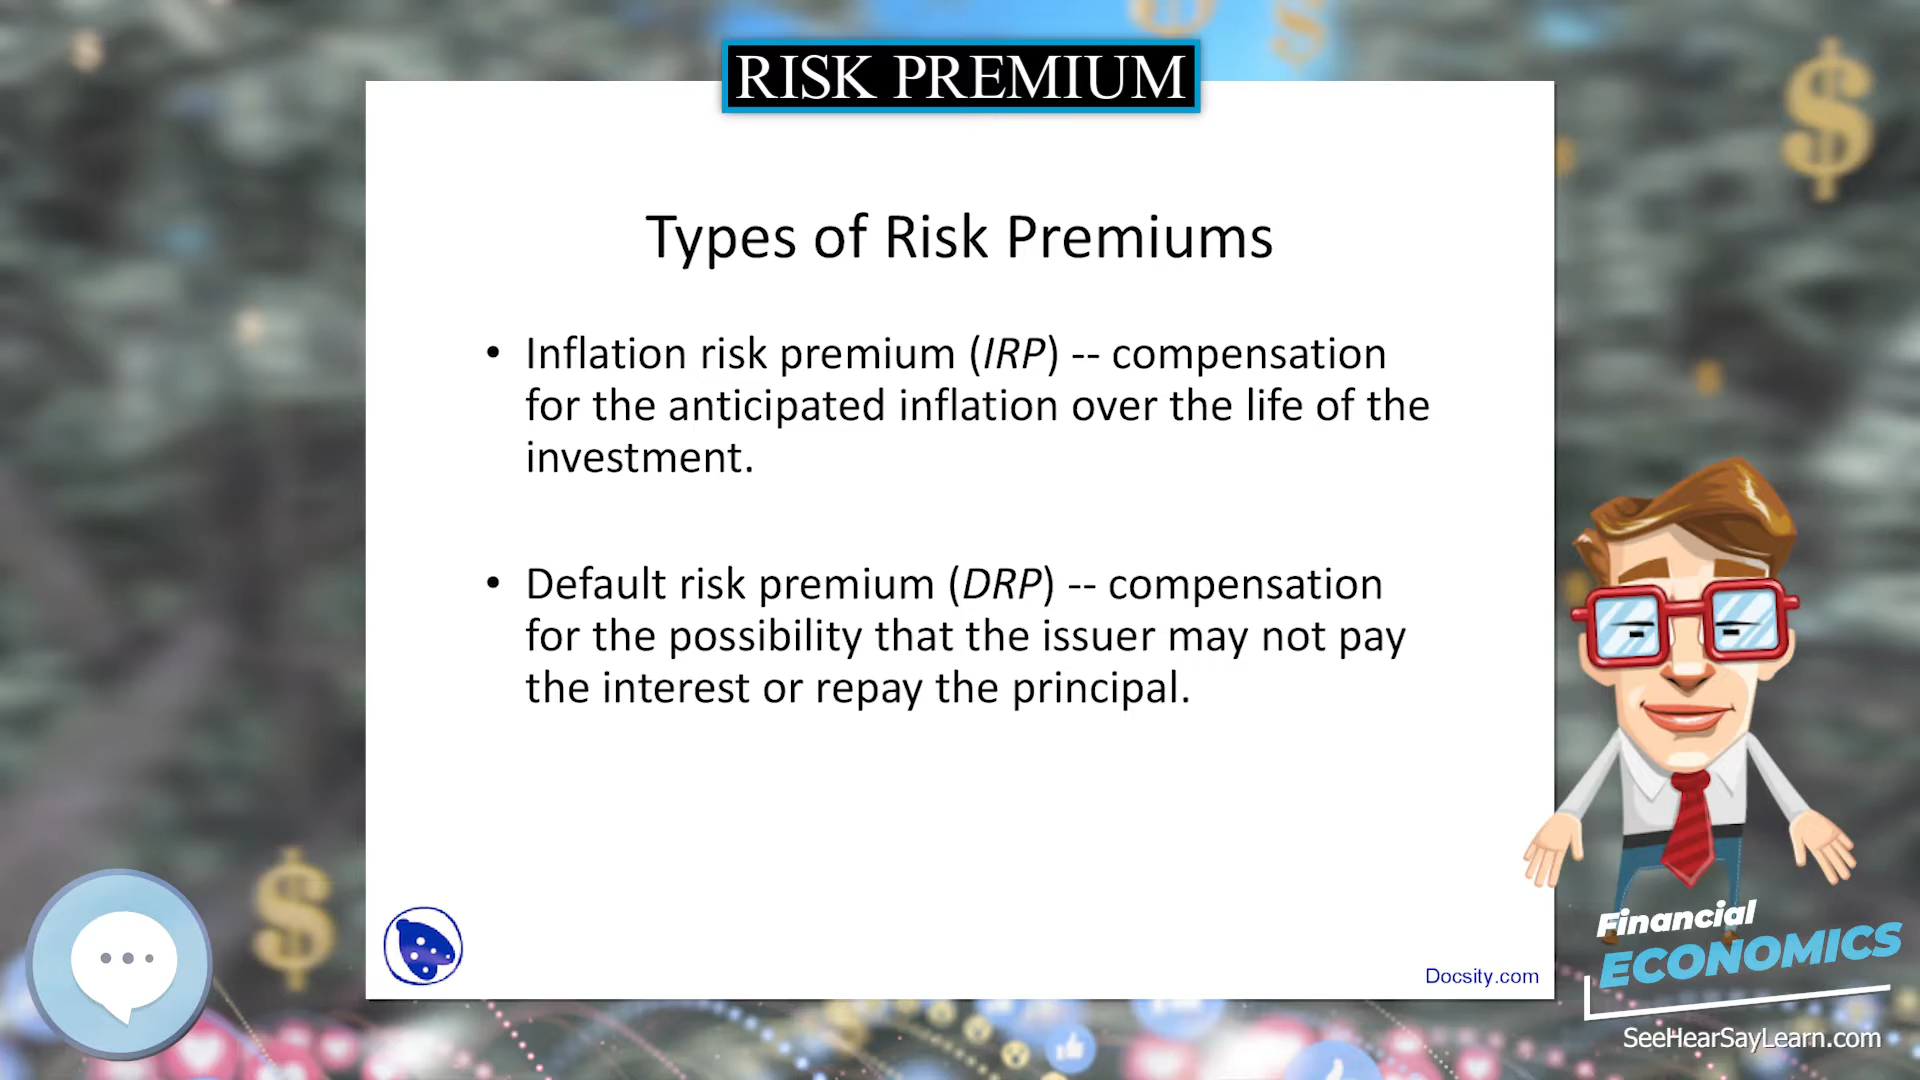 RISK PREMIUM
Types of Risk Premiums
• Inflation risk premium (IRP) -- compensation
for the anticipated inflation over the life of the
investment.
• Default risk premium (DRP) -- compensation
for the possibility that the issuer may not pay
the interest or repay the principal.
Docsity.com
Financial
ECONOMICS
SeeHearSayLearn.com